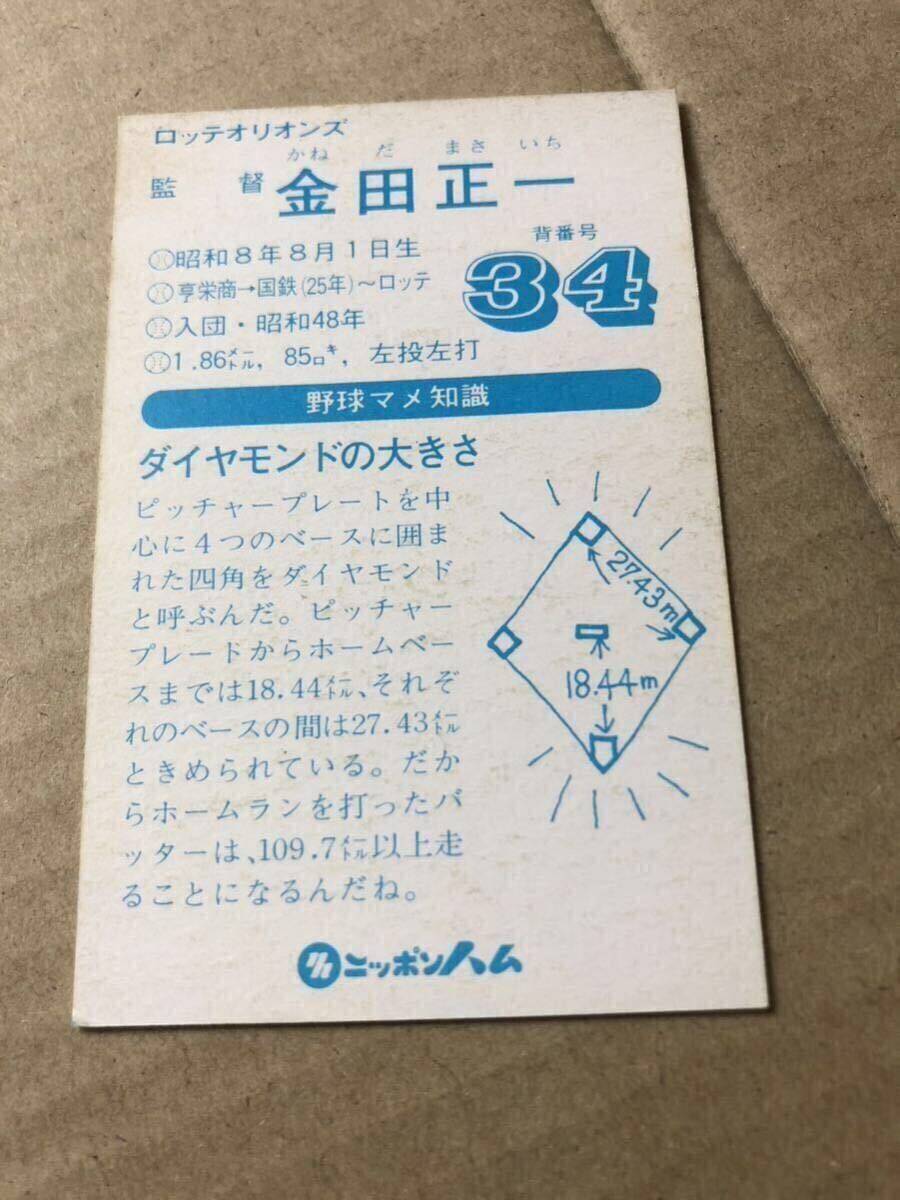 ロッテオリオンズ
かね だ まさ いち
監督 金田正一
背番号
34
昭和8年8月1日生
亨栄商→国鉄(25年)~ロッテ
入団・昭和48年
1.86メートル, 85キロ, 左投左打
野球マメ知識
ダイヤモンドの大きさ
ピッチャープレートを中
心に4つのベースに囲ま
れた四角をダイヤモンド
と呼ぶんだ。ピッチャー
プレードからホームベー
スまでは18.44メートル、それぞ
れのベースの間は27.43メートル
ときめられている。だか
らホームランを打ったバ
ッターは、109.7メートル以上走
ることになるんだね。
2743m
18.44m
ニッポンハム